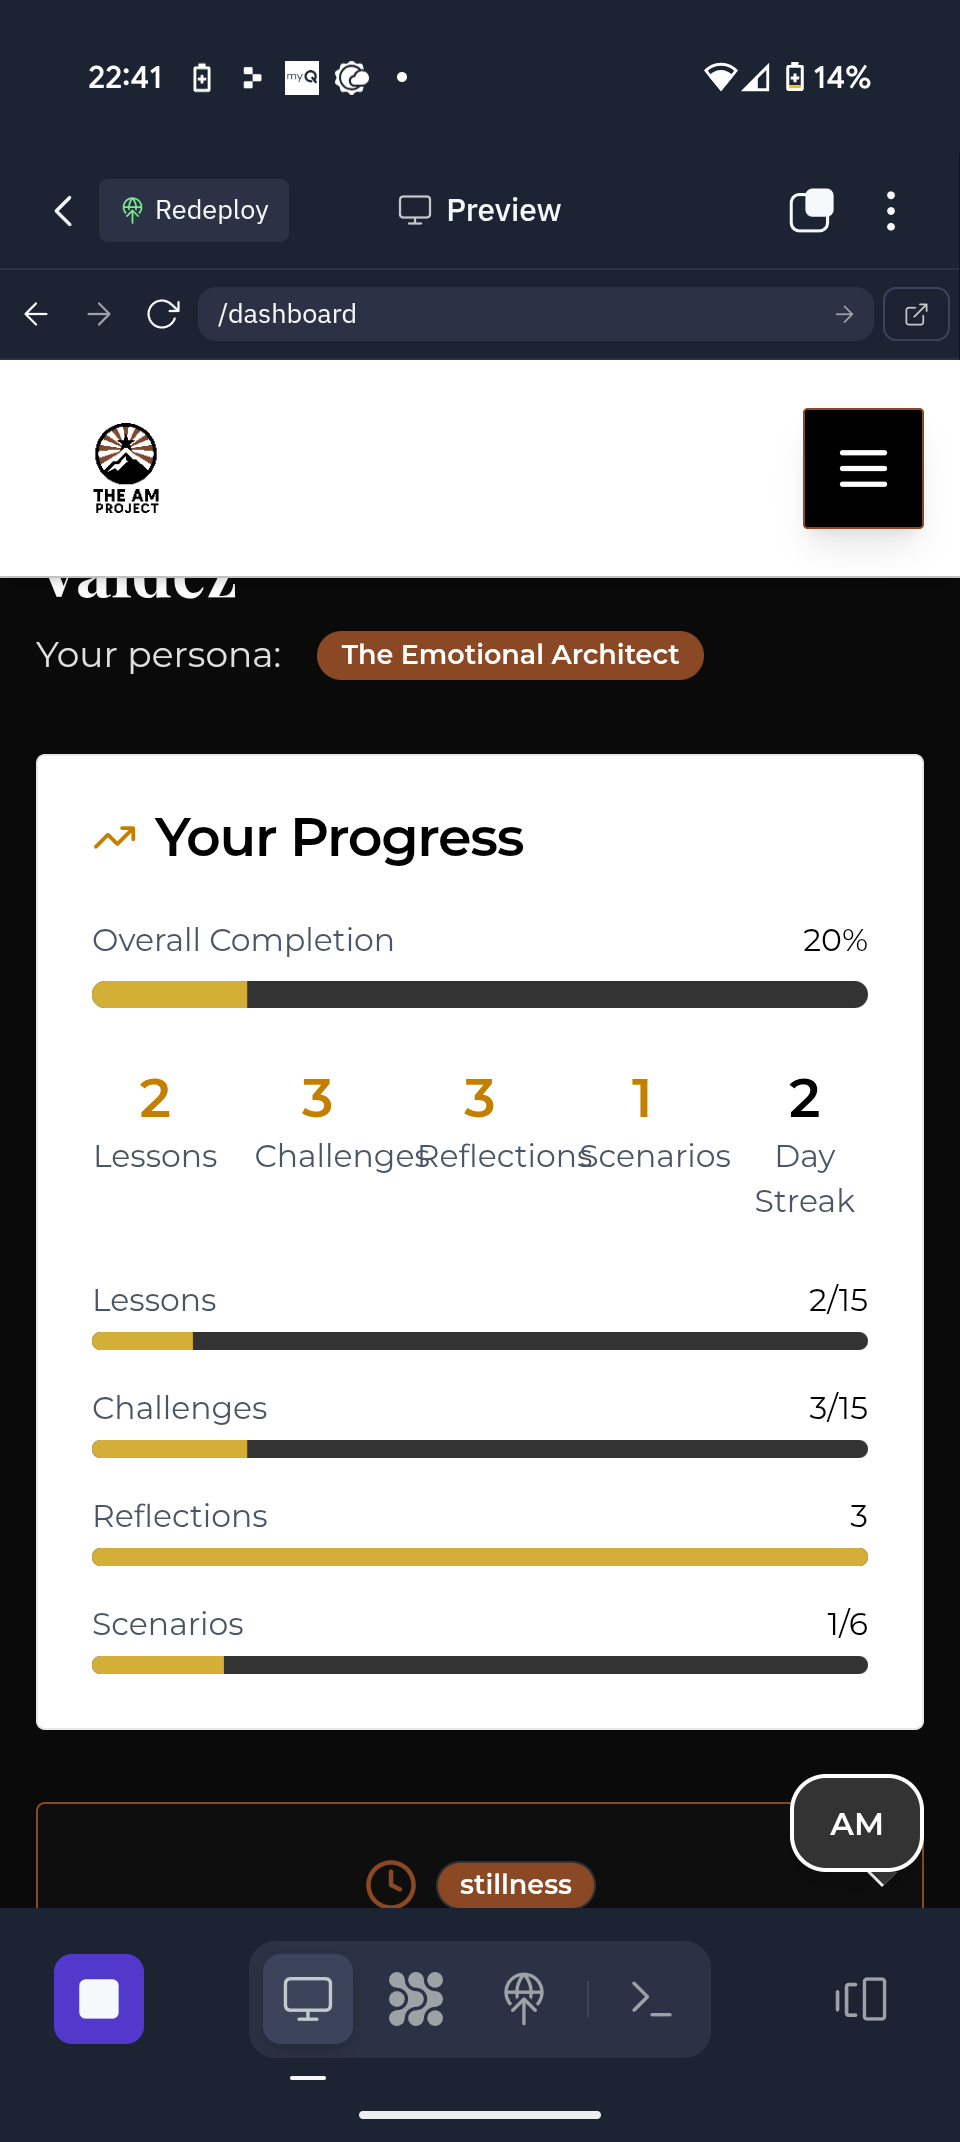 22:41
myQ
14%
Redeploy
Preview
/dashboard
THE AM
PROJECT
Valdez
Your persona:
The Emotional Architect
Your Progress
Overall Completion
20%
2
3
3
1
2
Lessons
Challenges
Reflections
Scenarios
Day
Streak
Lessons
2/15
Challenges
3/15
Reflections
3
Scenarios
1/6
AM
stillness